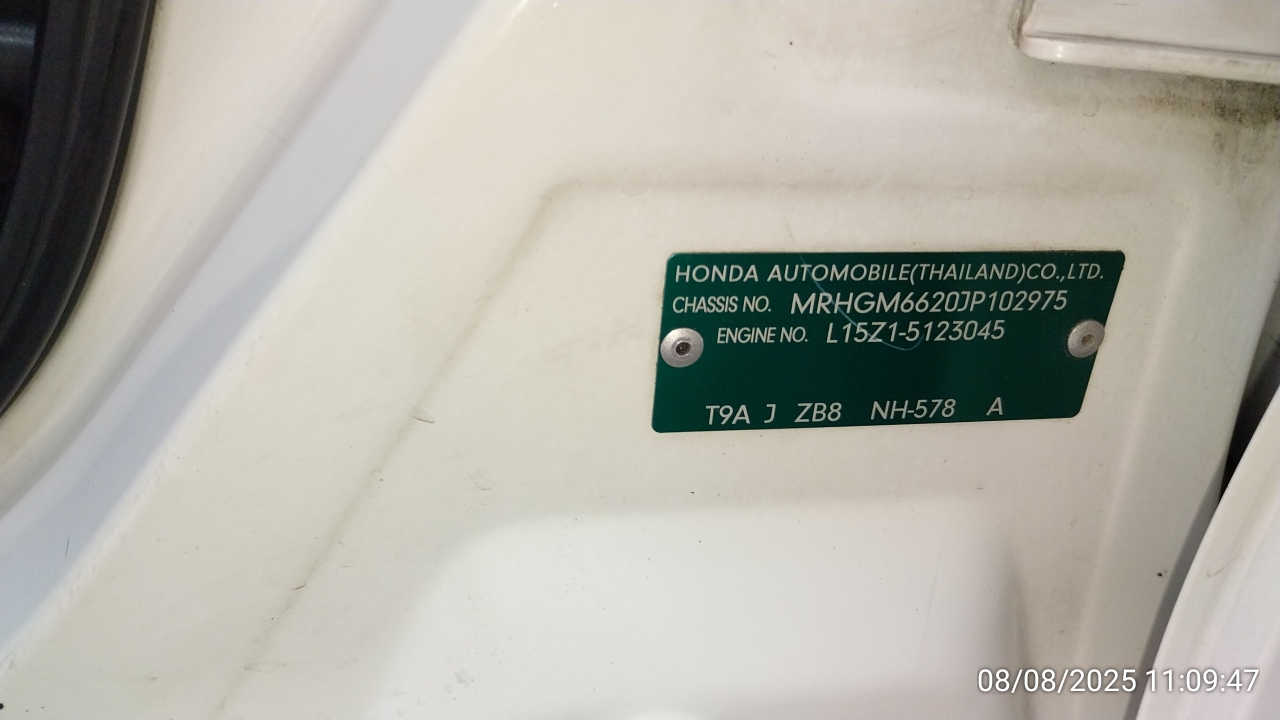 HONDA AUTOMOBILE(THAILAND)CO.,LTD.
CHASSIS NO. MRHGM6620JP102975
ENGINE NO. L15Z1-5123045
T9A J ZB8 NH-578 A
08/08/2025 11:09:47